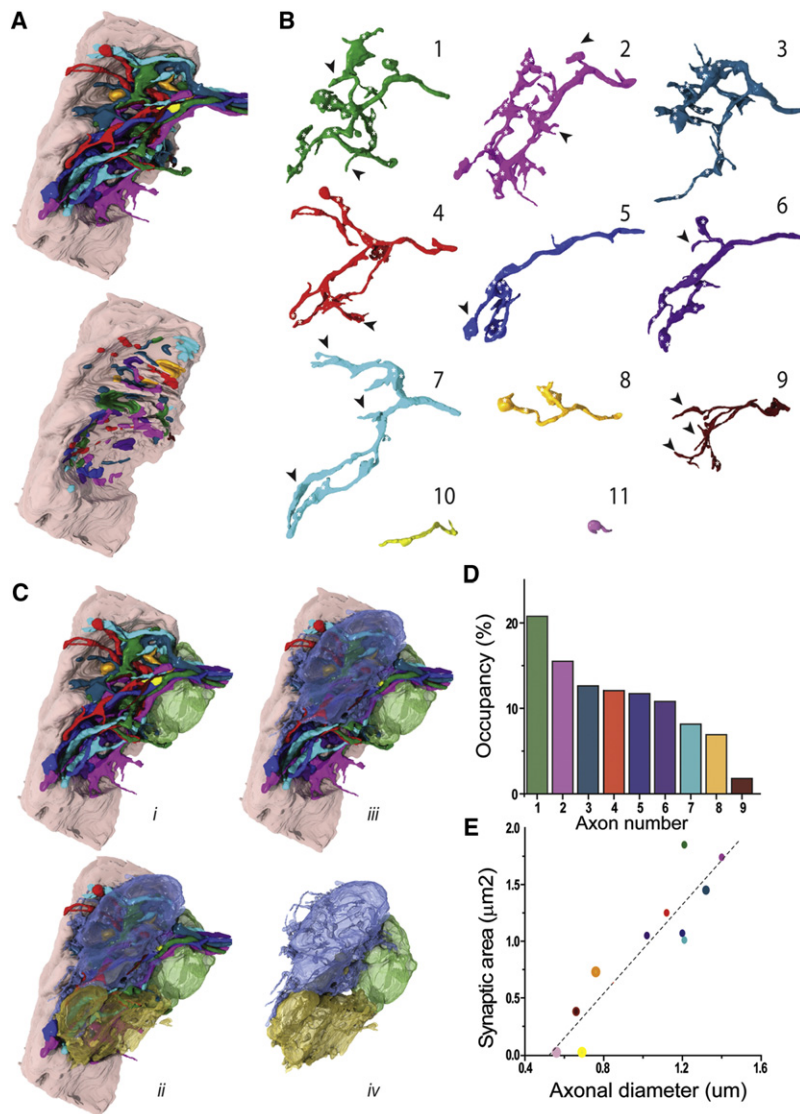 A
B
1
2
3
4
5
6
7
8
9
10
11
C
i
iii
ii
iv
D
Occupancy (%)
20
10
0
1 2 3 4 5 6 7 8 9
Axon number
E
Synaptic area (μm2)
2.0
1.5
1.0
0.5
0.0
0.4 0.8 1.2 1.6
Axonal diameter (um)